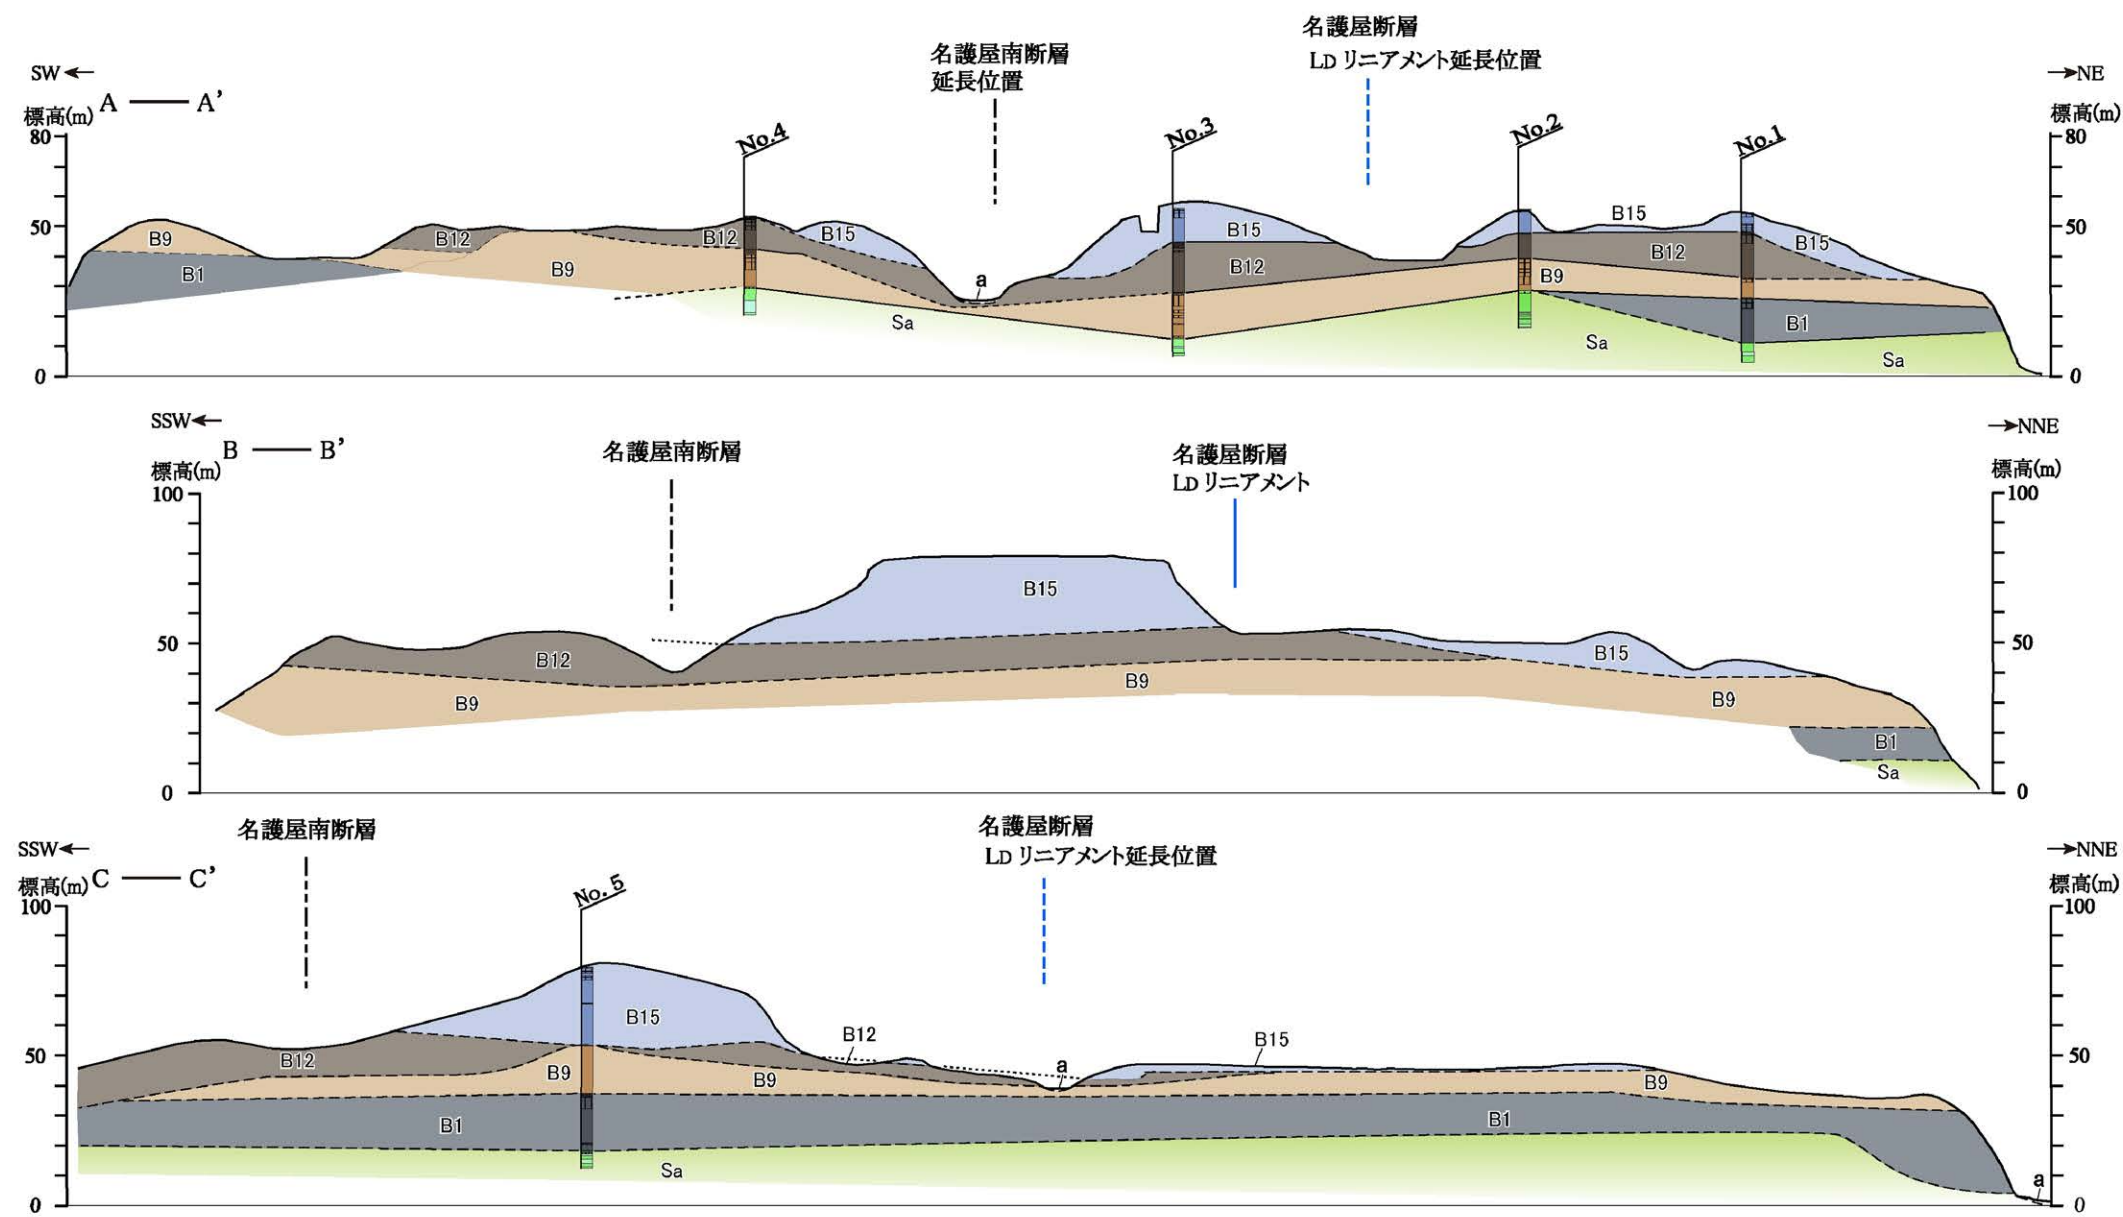 名護屋断層
LD リニアメント延長位置
名護屋南断層
延長位置
SW←
→NE
A — A’
標高(m)
標高(m)
80
80
50
50
0
0
No.4
No.3
No.2
No.1
B9
B1
B12
B9
B12
B15
a
Sa
B15
B12
B15
B12
B9
B15
B1
Sa
Sa
SSW←
→NNE
B — B’
名護屋南断層
名護屋断層
LD リニアメント
標高(m)
標高(m)
100
100
50
50
0
0
B15
B12
B9
B9
B15
B9
B1
Sa
名護屋南断層
名護屋断層
LD リニアメント延長位置
SSW←
→NNE
標高(m)
C — C’
標高(m)
100
100
50
50
0
0
No. 5
B15
B12
B12
B9
B9
a
B15
B9
B1
B1
Sa
a